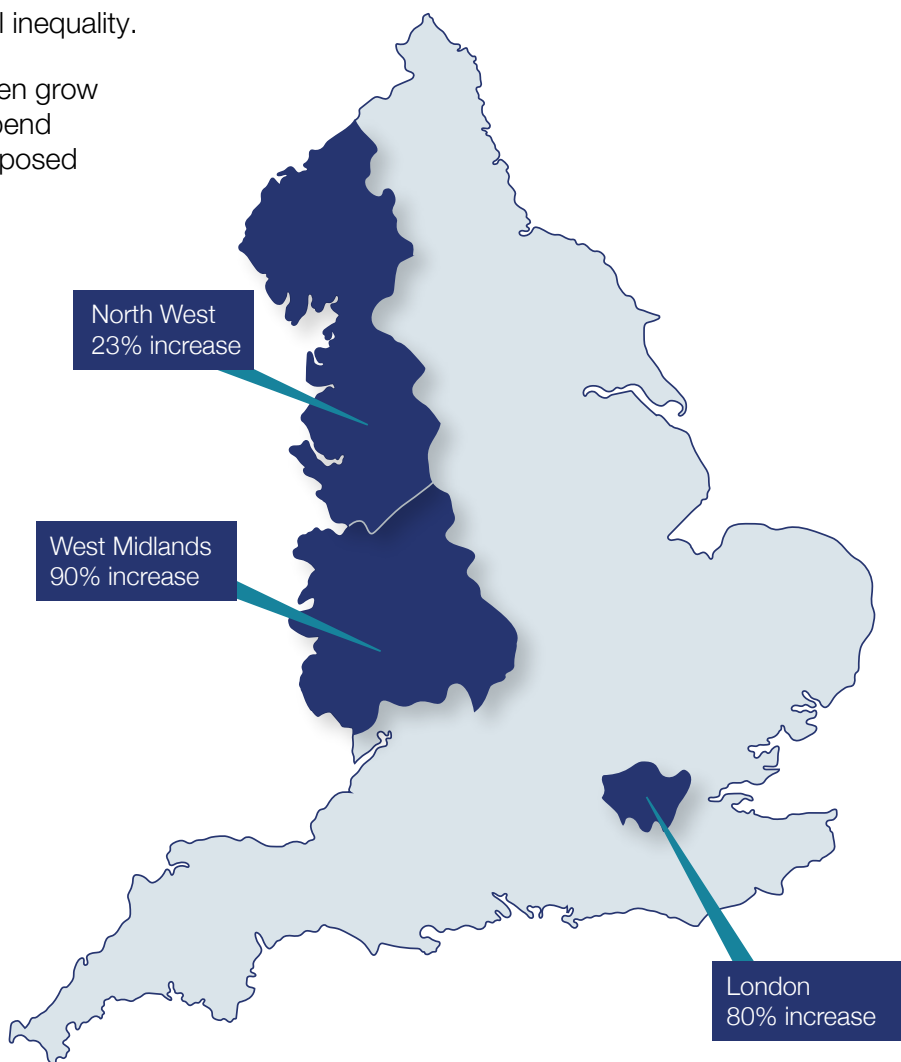 l inequality.
en grow
pend
posed
North West
23% increase
West Midlands
90% increase
London
80% increase